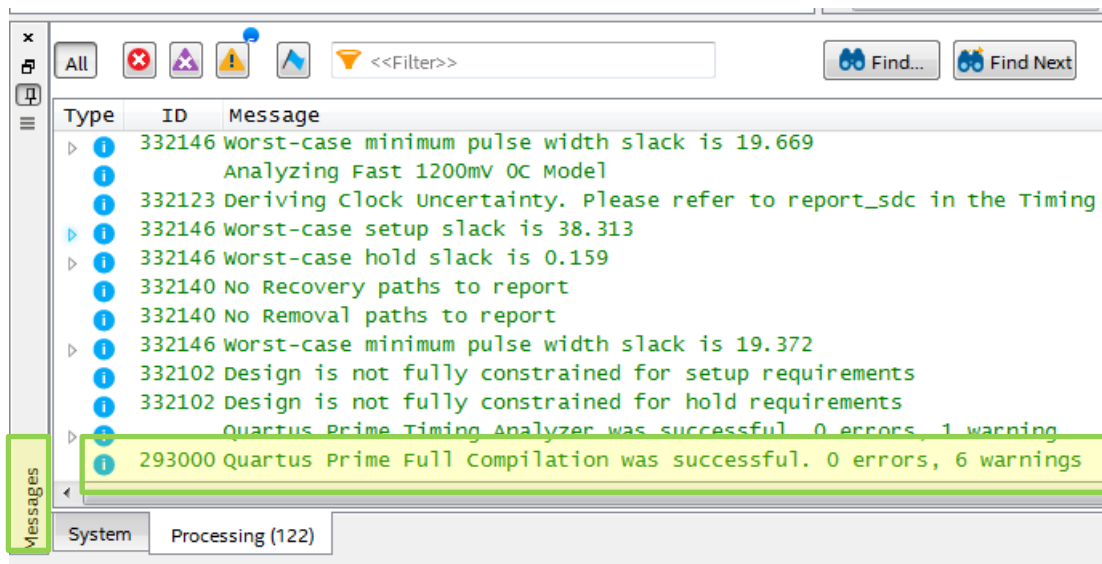 All
<<Filter>>
Find...
Find Next
Type ID Message
332146 Worst-case minimum pulse width slack is 19.669
Analyzing Fast 1200mV 0C Model
332123 Deriving Clock Uncertainty. Please refer to report_sdc in the Timing
332146 Worst-case setup slack is 38.313
332146 Worst-case hold slack is 0.159
332140 No Recovery paths to report
332140 No Removal paths to report
332146 Worst-case minimum pulse width slack is 19.372
332102 Design is not fully constrained for setup requirements
332102 Design is not fully constrained for hold requirements
Quartus Prime Timing Analyzer was successful. 0 errors, 1 warning
293000 Quartus Prime Full Compilation was successful. 0 errors, 6 warnings
Messages
System
Processing (122)